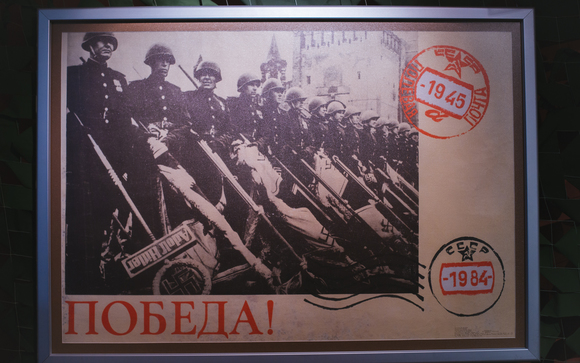 Adolf Hitler
СССР
-1945-
ПОЧТА
СССР
-1984-
ПОБЕДА!